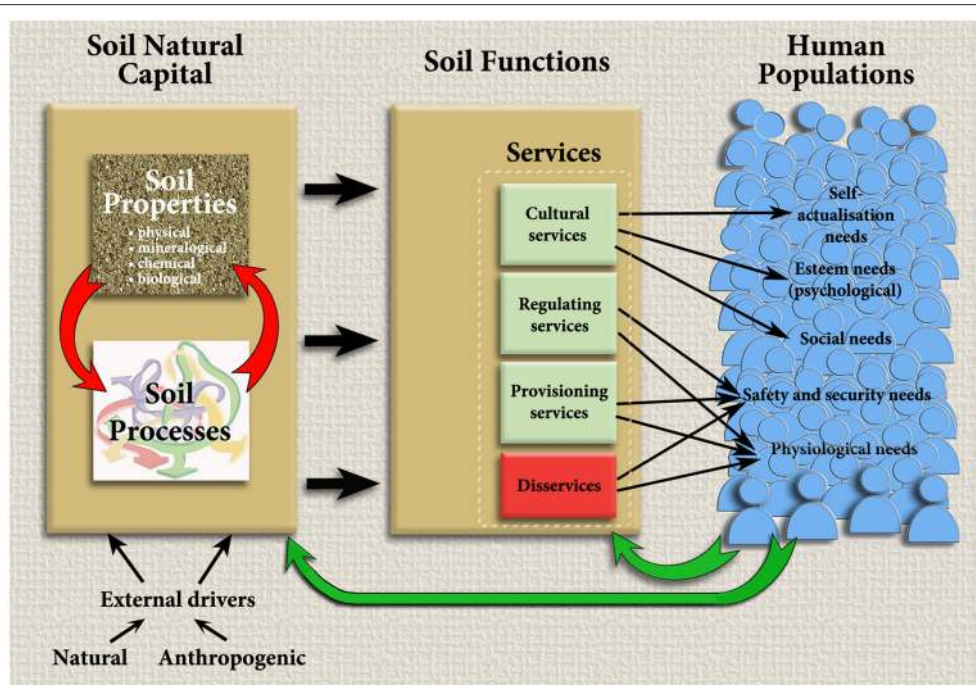 Soil Natural
Capital
Soil Functions
Human
Populations
Soil
Properties
• physical
• mineralogical
• chemical
• biological
Soil
Processes
Services
Cultural
services
Regulating
services
Provisioning
services
Disservices
Self-
actualisation
needs
Esteem needs
(psychological)
Social needs
Safety and security needs
Physiological needs
External drivers
Natural
Anthropogenic